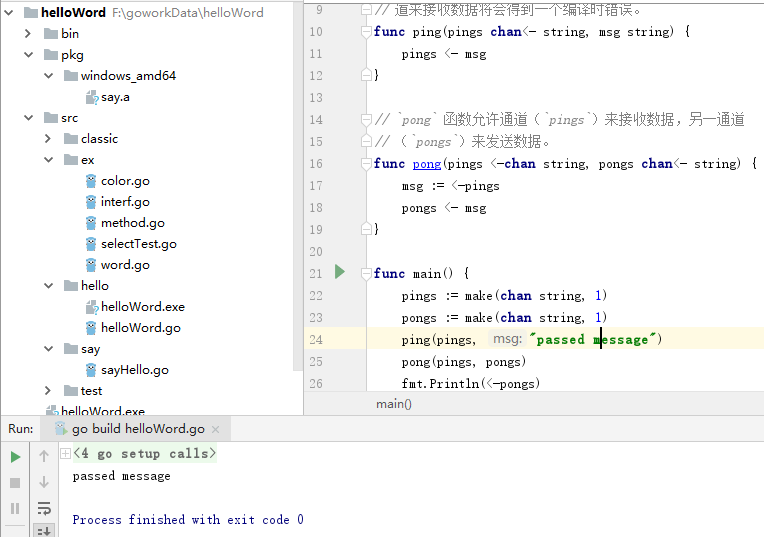 helloWord F:\goworkData\helloWord
bin
pkg
windows_amd64
say.a
src
classic
ex
color.go
interf.go
method.go
selectTest.go
word.go
hello
helloWord.exe
helloWord.go
say
sayHello.go
test
helloWord.exe
9 // 道来接收数据将会得到一个编译时错误。
10 func ping(pings chan<- string, msg string) {
11 pings <- msg
12 }
13
14 // `pong` 函数允许通道（`pings`）来接收数据，另一通道
15 // （`pongs`）来发送数据。
16 func pong(pings <-chan string, pongs chan<- string) {
17 msg := <-pings
18 pongs <- msg
19 }
20
21 func main() {
22 pings := make(chan string, 1)
23 pongs := make(chan string, 1)
24 ping(pings, msg: "passed message")
25 pong(pings, pongs)
26 fmt.Println(<-pongs)
main()
Run: go build helloWord.go
<4 go setup calls>
passed message
Process finished with exit code 0